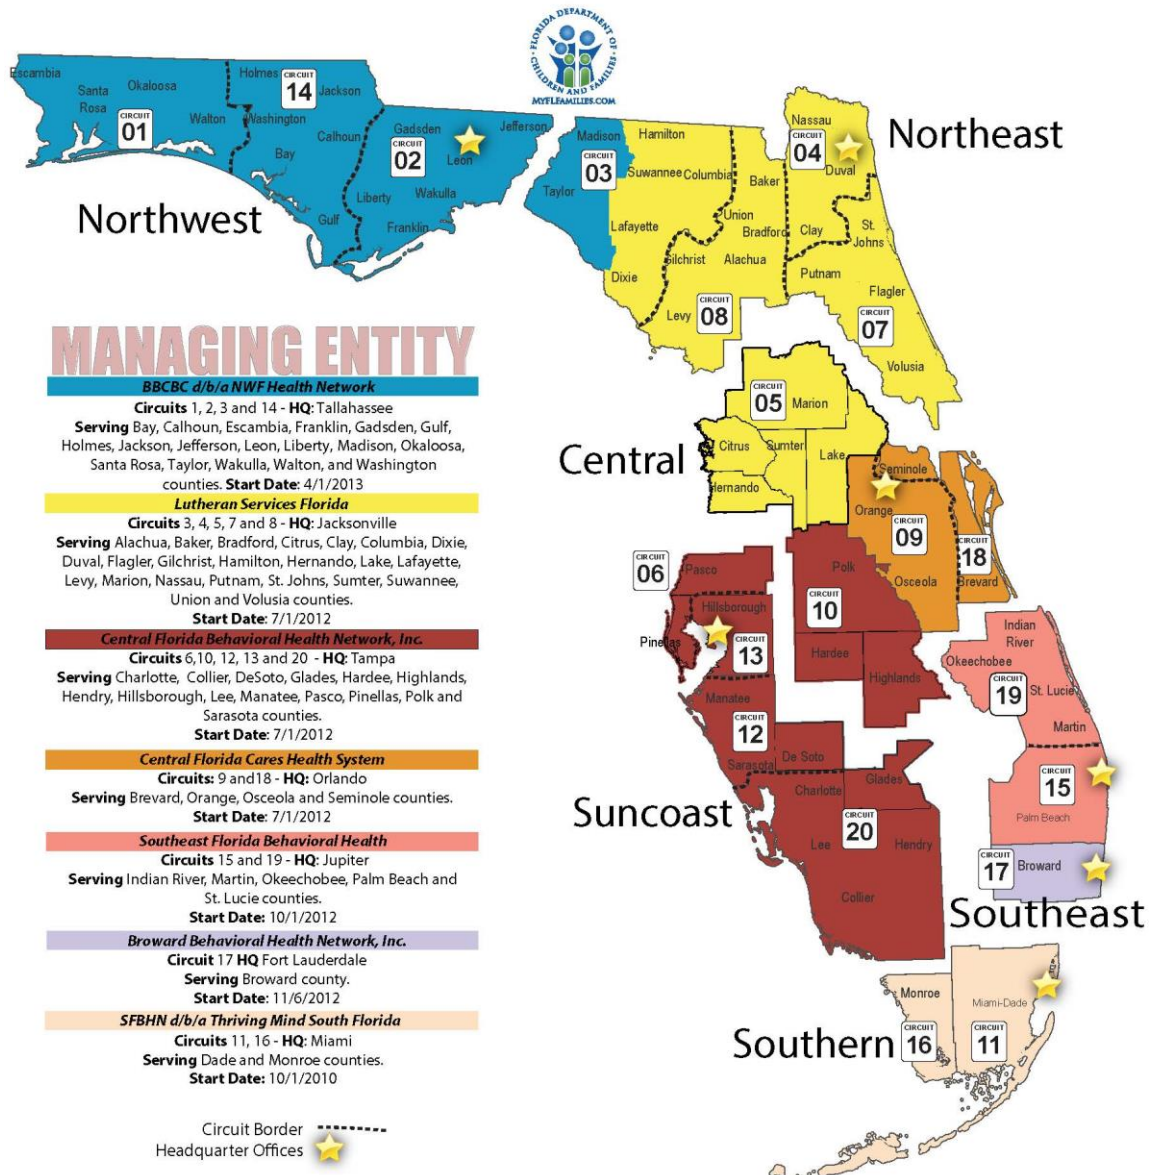 FLORIDA DEPARTMENT OF
CHILDREN AND FAMILIES
MYFLFAMILIES.COM
Northwest
Escambia
Santa
Rosa
Okaloosa
Walton
CIRCUIT
01
Holmes
CIRCUIT
14
Jackson
Washington
Calhoun
Bay
Gulf
Gadsden
CIRCUIT
02
Leon
Jefferson
Liberty
Wakulla
Franklin
Madison
CIRCUIT
03
Taylor
Northeast
Hamilton
Suwannee
Columbia
Lafayette
Dixie
Baker
Union
Bradford
Gilchrist
Alachua
Levy
CIRCUIT
08
Nassau
CIRCUIT
04
Duval
Clay
St.
Johns
Putnam
Flagler
CIRCUIT
07
Volusia
MANAGING ENTITY
BBCBC d/b/a NWF Health Network
Circuits 1, 2, 3 and 14 - HQ: Tallahassee
Serving Bay, Calhoun, Escambia, Franklin, Gadsden, Gulf,
Holmes, Jackson, Jefferson, Leon, Liberty, Madison, Okaloosa,
Santa Rosa, Taylor, Wakulla, Walton, and Washington
counties. Start Date: 4/1/2013
Lutheran Services Florida
Circuits 3, 4, 5, 7 and 8 - HQ: Jacksonville
Serving Alachua, Baker, Bradford, Citrus, Clay, Columbia, Dixie,
Duval, Flagler, Gilchrist, Hamilton, Hernando, Lake, Lafayette,
Levy, Marion, Nassau, Putnam, St. Johns, Sumter, Suwannee,
Union and Volusia counties.
Start Date: 7/1/2012
Central Florida Behavioral Health Network, Inc.
Circuits 6,10, 12, 13 and 20 - HQ: Tampa
Serving Charlotte, Collier, DeSoto, Glades, Hardee, Highlands,
Hendry, Hillsborough, Lee, Manatee, Pasco, Pinellas, Polk and
Sarasota counties.
Start Date: 7/1/2012
Central Florida Cares Health System
Circuits: 9 and18 - HQ: Orlando
Serving Brevard, Orange, Osceola and Seminole counties.
Start Date: 7/1/2012
Southeast Florida Behavioral Health
Circuits 15 and 19 - HQ: Jupiter
Serving Indian River, Martin, Okeechobee, Palm Beach and
St. Lucie counties.
Start Date: 10/1/2012
Broward Behavioral Health Network, Inc.
Circuit 17 HQ Fort Lauderdale
Serving Broward county.
Start Date: 11/6/2012
SFBHN d/b/a Thriving Mind South Florida
Circuits 11, 16 - HQ: Miami
Serving Dade and Monroe counties.
Start Date: 10/1/2010
Circuit Border
Headquarter Offices
Central
CIRCUIT
05
Marion
Citrus
Sumter
Lake
Hernando
Seminole
Orange
CIRCUIT
09
Osceola
CIRCUIT
18
Brevard
Suncoast
CIRCUIT
06
Pasco
Hillsborough
Pinellas
CIRCUIT
13
Polk
CIRCUIT
10
Hardee
Highlands
Manatee
CIRCUIT
12
Sarasota
De Soto
Charlotte
Glades
CIRCUIT
20
Lee
Hendry
Collier
Indian
River
Okeechobee
CIRCUIT
19
St. Lucie
Martin
CIRCUIT
15
Palm Beach
CIRCUIT
17
Broward
Southeast
Southern
Monroe
CIRCUIT
16
Miami-Dade
CIRCUIT
11